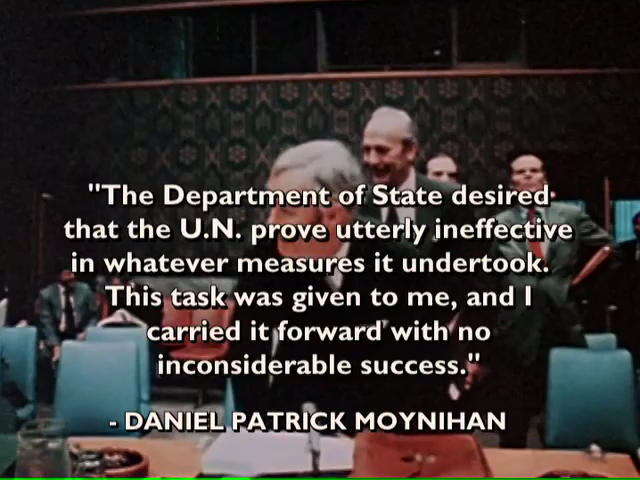 "The Department of State desired
that the U.N. prove utterly ineffective
in whatever measures it undertook.
This task was given to me, and I
carried it forward with no
inconsiderable success."
- DANIEL PATRICK MOYNIHAN